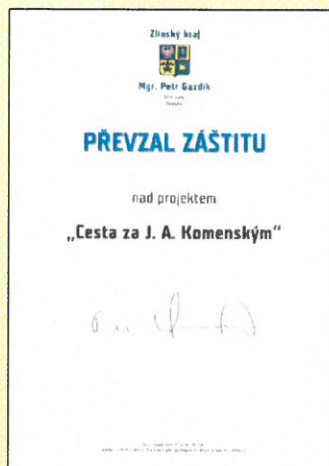 Zlínský kraj
Mgr. Petr Gazdík
PŘEVZAL ZÁŠTITU
nad projektem
„Cesta za J. A. Komenským“